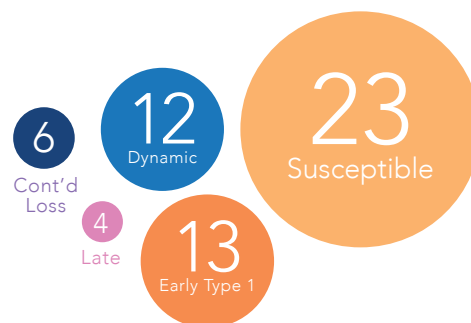 6
Cont'd
Loss
12
Dynamic
23
Susceptible
4
Late
13
Early Type 1